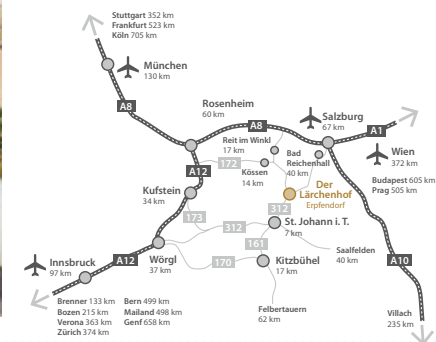 Stuttgart 352 km
Frankfurt 523 km
Köln 705 km
München
130 km
A8
Rosenheim
60 km
A8
Salzburg
67 km
A1
Reit im Winkl
17 km
Bad
Reichenhall
40 km
Wien
372 km
172
A12
Kössen
14 km
Budapest 605 km
Prag 505 km
Kufstein
34 km
Der
Lärchenhof
Erpfendorf
312
173
312
St. Johann i. T.
7 km
161
Saalfelden
40 km
Innsbruck
97 km
A12
Wörgl
37 km
170
Kitzbühel
17 km
A10
Brenner 133 km
Bozen 215 km
Verona 363 km
Zürich 374 km
Bern 499 km
Mailand 498 km
Genf 658 km
Felbertauern
62 km
Villach
235 km